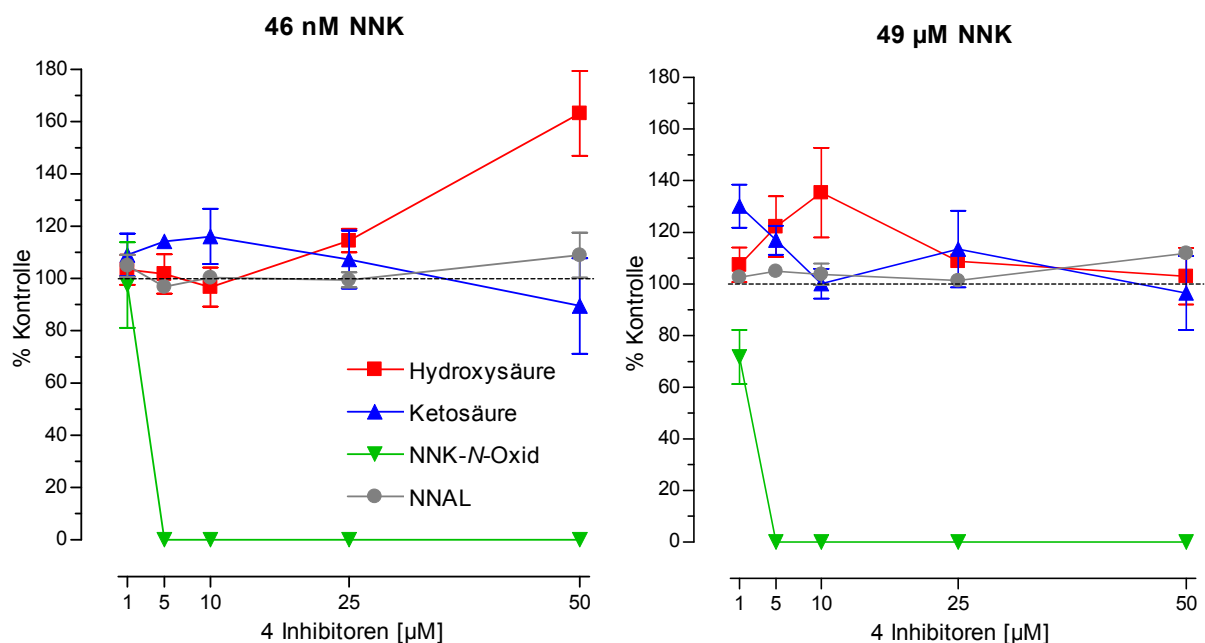 46 nM NNK
% Kontrolle
180
160
140
120
100
80
60
40
20
0
Hydroxysäure
Ketosäure
NNK-N-Oxid
NNAL
1 5 10 25 50
4 Inhibitoren [µM]
49 µM NNK
% Kontrolle
180
160
140
120
100
80
60
40
20
0
1 5 10 25 50
4 Inhibitoren [µM]